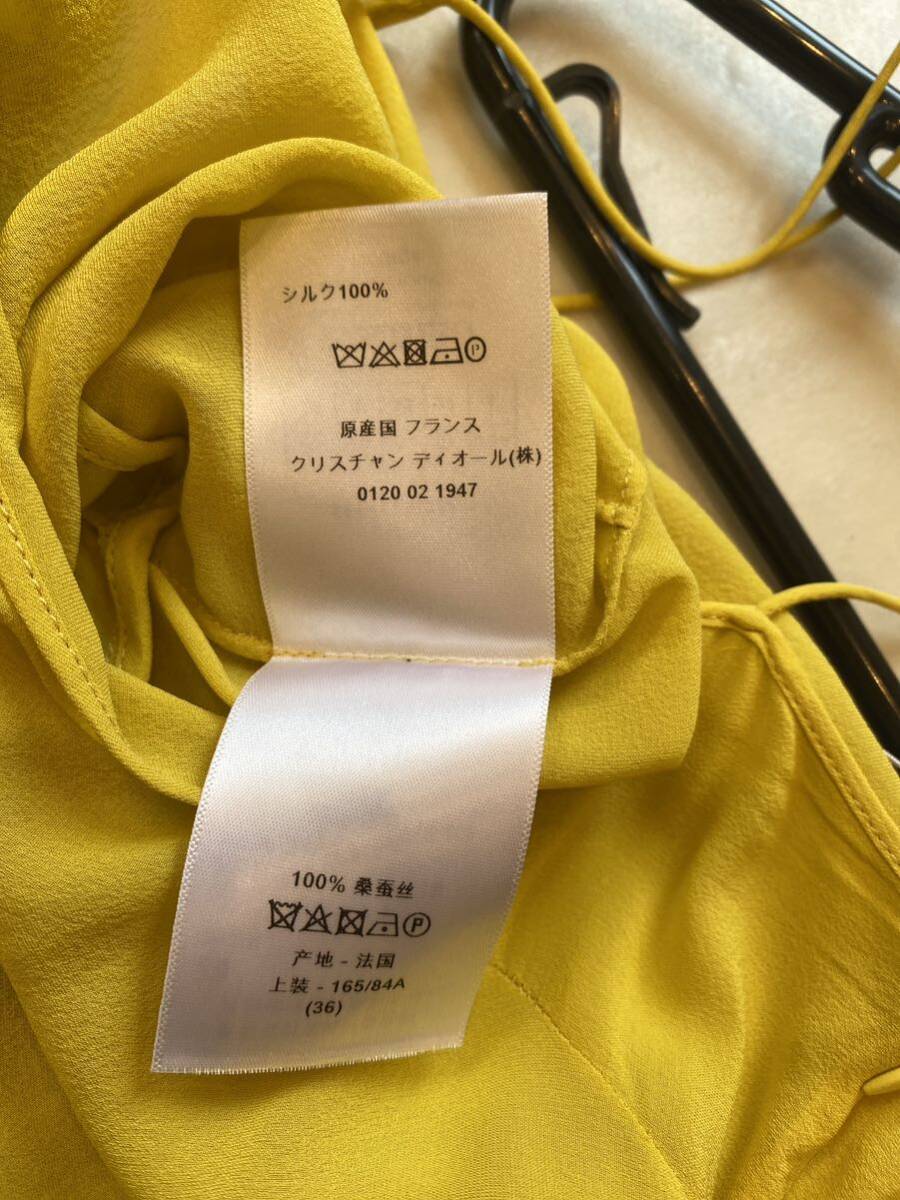 シルク100%
P
原産国 フランス
クリスチャン ディオール(株)
0120 02 1947
100% 桑蚕丝
P
产地 - 法国
上装 - 165/84A
(36)